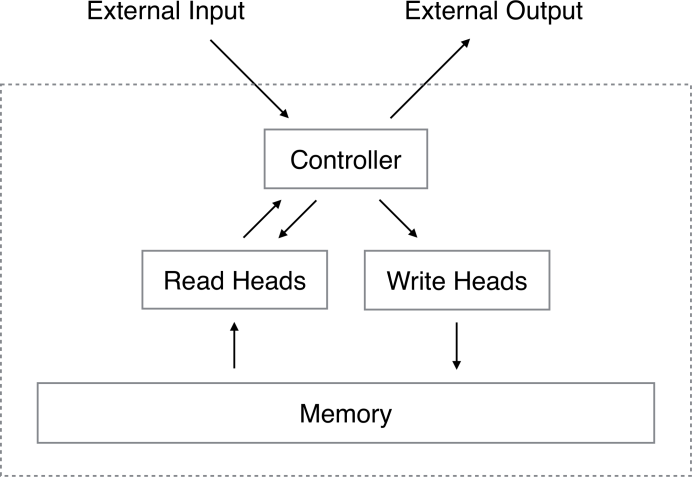 External Input
External Output
Controller
Read Heads
Write Heads
Memory